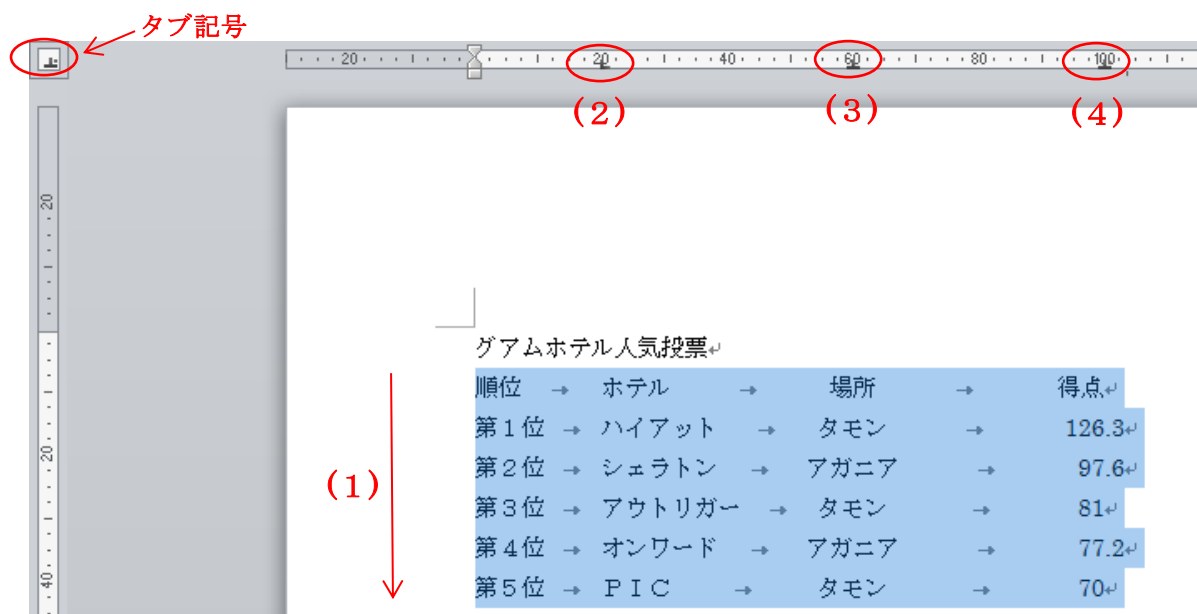 タブ記号
20 20 40 60 80 100
(2) (3) (4)
20
グアムホテル人気投票↵
順位 → ホテル → 場所 → 得点↵
第1位 → ハイアット → タモン → 126.3↵
20
第2位 → シェラトン → アガニア → 97.6↵
(1)
第3位 → アウトリガー → タモン → 81↵
第4位 → オンワード → アガニア → 77.2↵
40
第5位 → PIC → タモン → 70↵